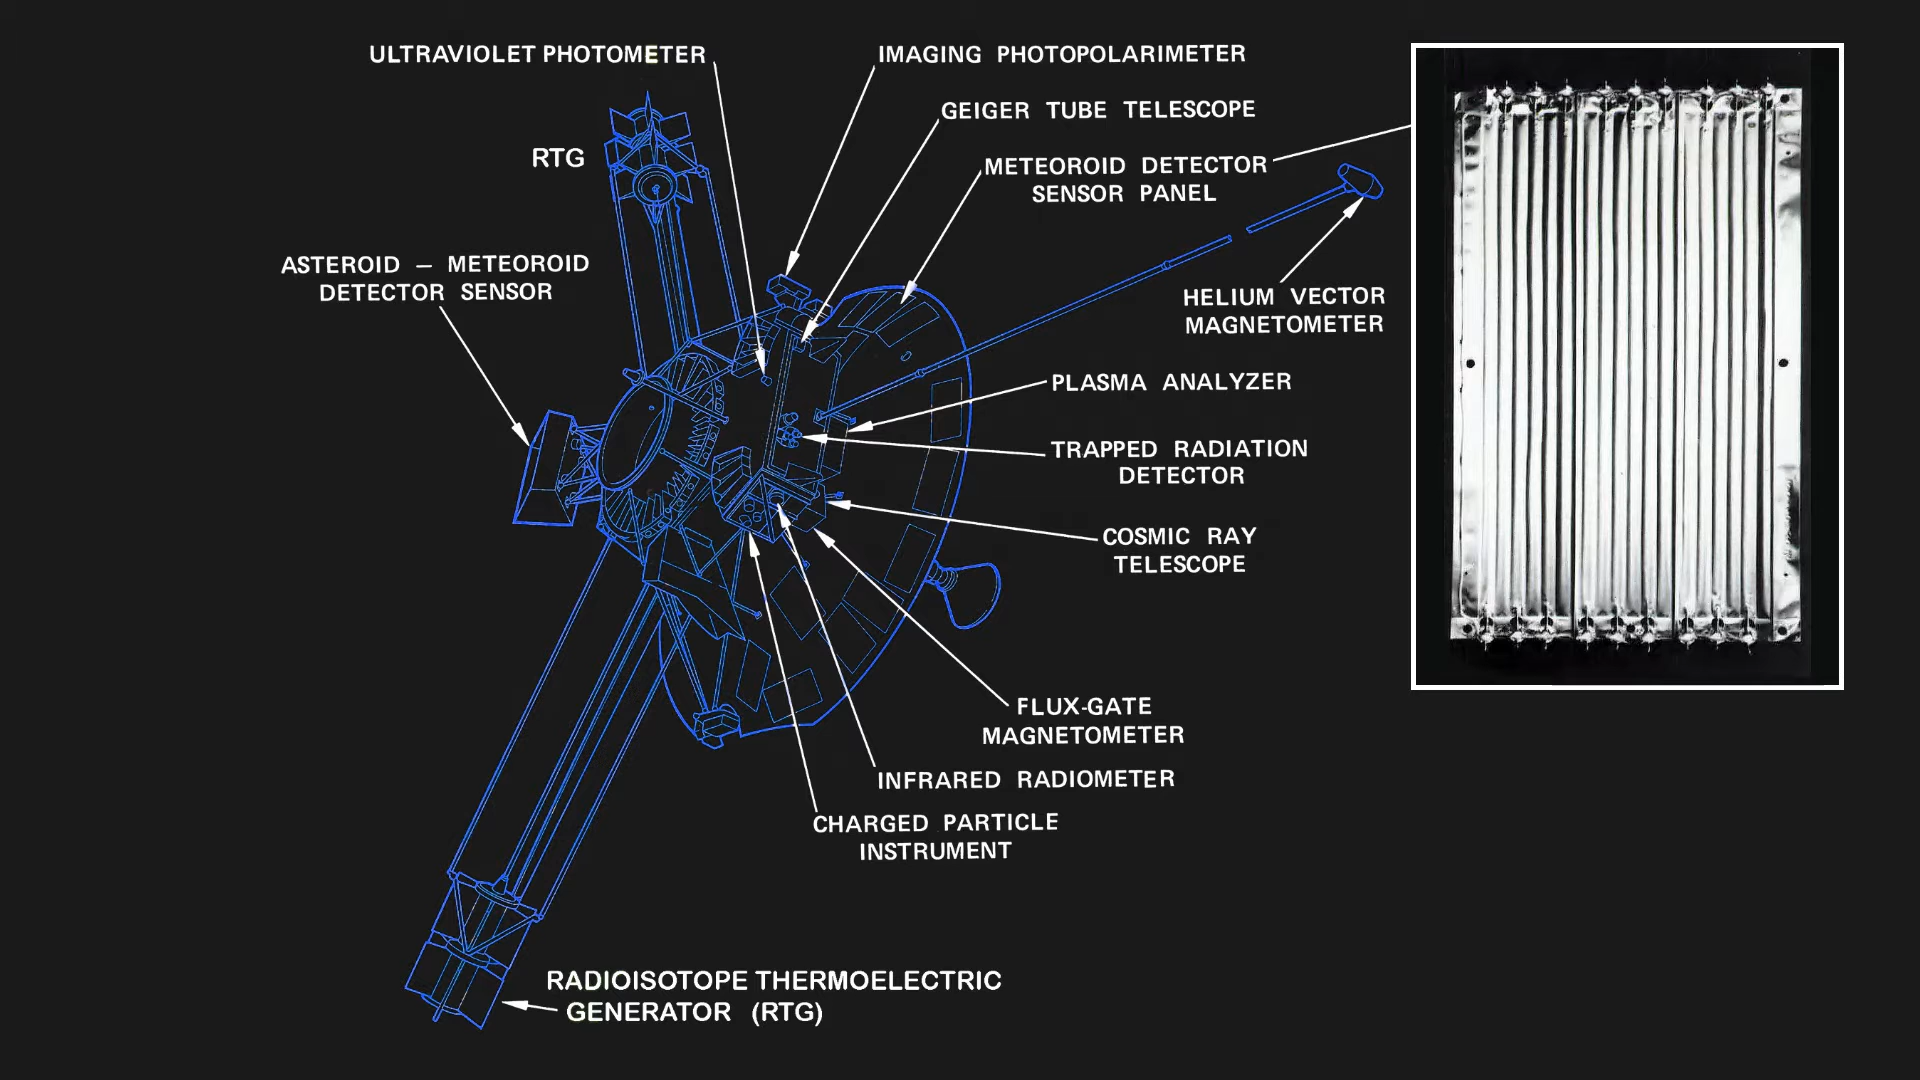 ULTRAVIOLET PHOTOMETER
IMAGING PHOTOPOLARIMETER
GEIGER TUBE TELESCOPE
RTG
METEOROID DETECTOR
SENSOR PANEL
ASTEROID — METEOROID
DETECTOR SENSOR
HELIUM VECTOR
MAGNETOMETER
PLASMA ANALYZER
TRAPPED RADIATION
DETECTOR
COSMIC RAY
TELESCOPE
FLUX-GATE
MAGNETOMETER
INFRARED RADIOMETER
CHARGED PARTICLE
INSTRUMENT
RADIOISOTOPE THERMOELECTRIC
GENERATOR (RTG)